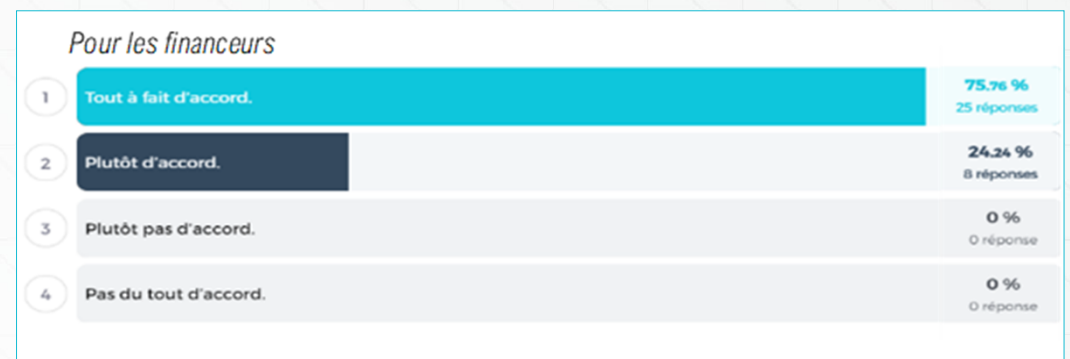 Pour les financeurs
1 Tout à fait d'accord. 75.76 %
25 réponses
2 Plutôt d'accord. 24.24 %
8 réponses
3 Plutôt pas d'accord. 0 %
0 réponse
4 Pas du tout d'accord. 0 %
0 réponse